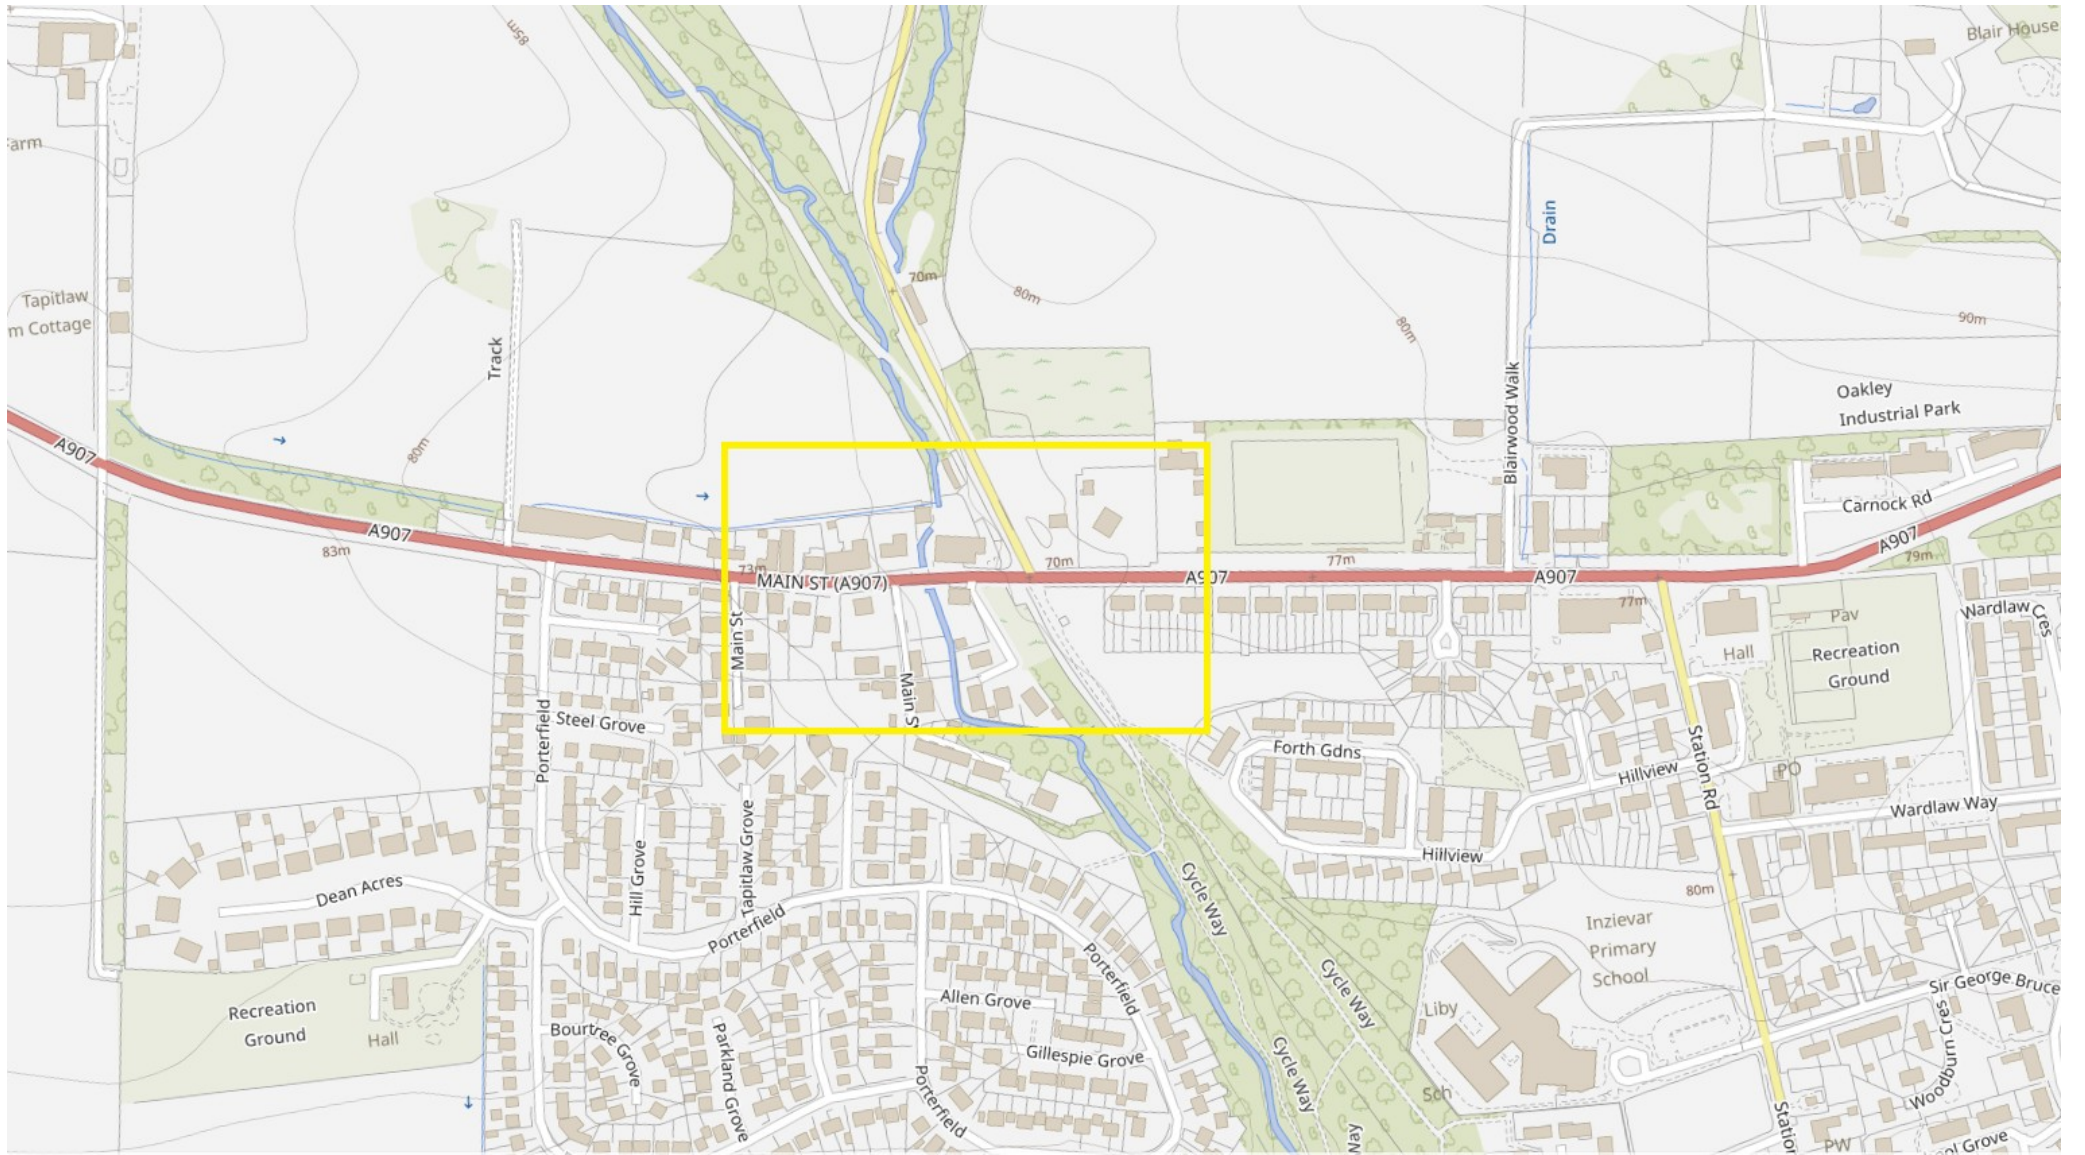 85m
Blair House
arm
Drain
70m
80m
Tapitlaw
m Cottage
80m
90m
Track
Blairwood Walk
Oakley
Industrial Park
A907
80m
Carnock Rd
A907
83m
A907
73m
MAIN ST (A907)
70m
A907
77m
A907
79m
77m
Main St
Pav
Wardlaw Cres
Hall
Recreation
Ground
Main S
Steel Grove
Porterfield
Forth Gdns
Station Rd
Hillview
PO
Wardlaw Way
Hill Grove
Tapitlaw Grove
Hillview
Dean Acres
Cycle Way
80m
Porterfield
Inzievar
Primary
School
Porterfield
Cycle Way
Sir George Bruce
Recreation
Ground
Hall
Allen Grove
Liby
Bourtree Grove
Parkland Grove
Gillespie Grove
Cycle Way
Woodburn Cres
Porterfield
Sch
Way
Station
PW
ool Grove